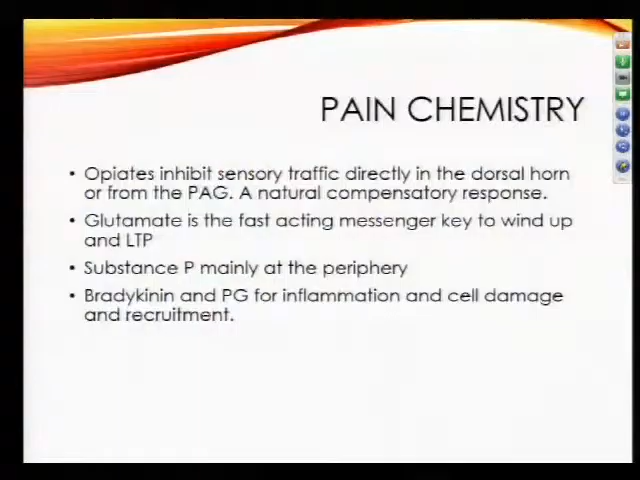 PAIN CHEMISTRY
• Opiates inhibit sensory traffic directly in the dorsal horn
or from the PAG. A natural compensatory response.
• Glutamate is the fast acting messenger key to wind up
and LTP
• Substance P mainly at the periphery
• Bradykinin and PG for inflammation and cell damage
and recruitment.